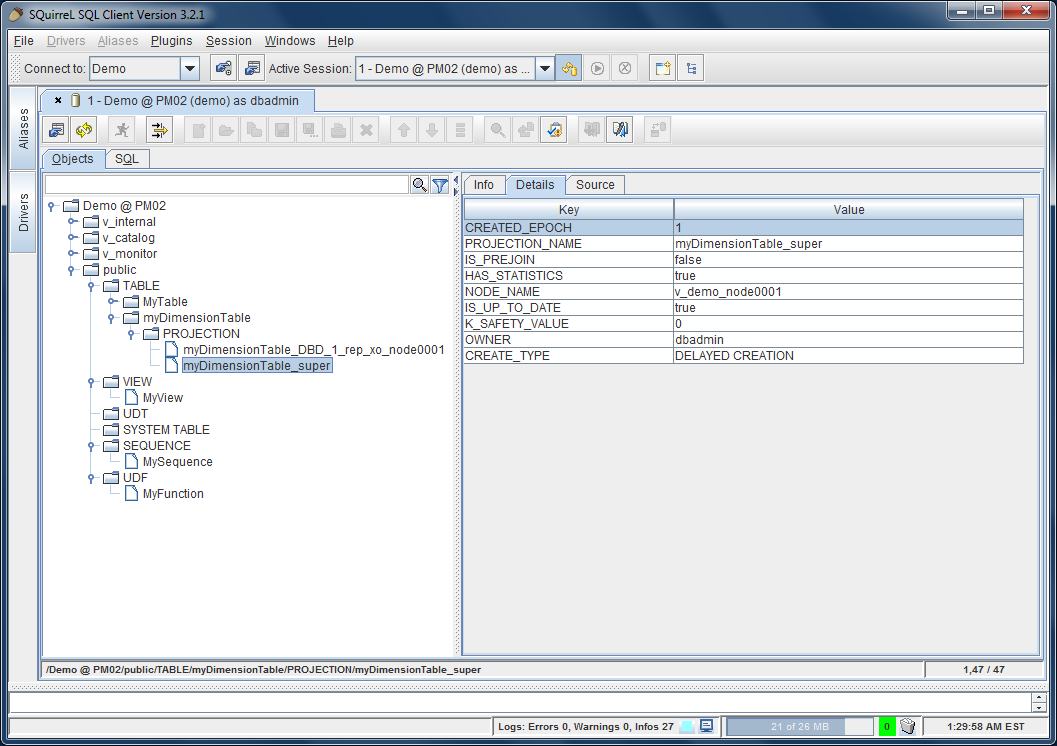 SQuirreL SQL Client Version 3.2.1
File Drivers Aliases Plugins Session Windows Help
Connect to: Demo Active Session: 1 - Demo @ PM02 (demo) as ...
Aliases
Drivers
1 - Demo @ PM02 (demo) as dbadmin
Objects SQL
Info Details Source
Demo @ PM02
v_internal
v_catalog
v_monitor
public
TABLE
MyTable
myDimensionTable
PROJECTION
myDimensionTable_DBD_1_rep_xo_node0001
myDimensionTable_super
VIEW
MyView
UDT
SYSTEM TABLE
SEQUENCE
MySequence
UDF
MyFunction
Key Value
CREATED_EPOCH 1
PROJECTION_NAME myDimensionTable_super
IS_PREJOIN false
HAS_STATISTICS true
NODE_NAME v_demo_node0001
IS_UP_TO_DATE true
K_SAFETY_VALUE 0
OWNER dbadmin
CREATE_TYPE DELAYED CREATION
/Demo @ PM02/public/TABLE/myDimensionTable/PROJECTION/myDimensionTable_super 1,47 / 47
Logs: Errors 0, Warnings 0, Infos 27 21 of 26 MB 0 1:29:58 AM EST